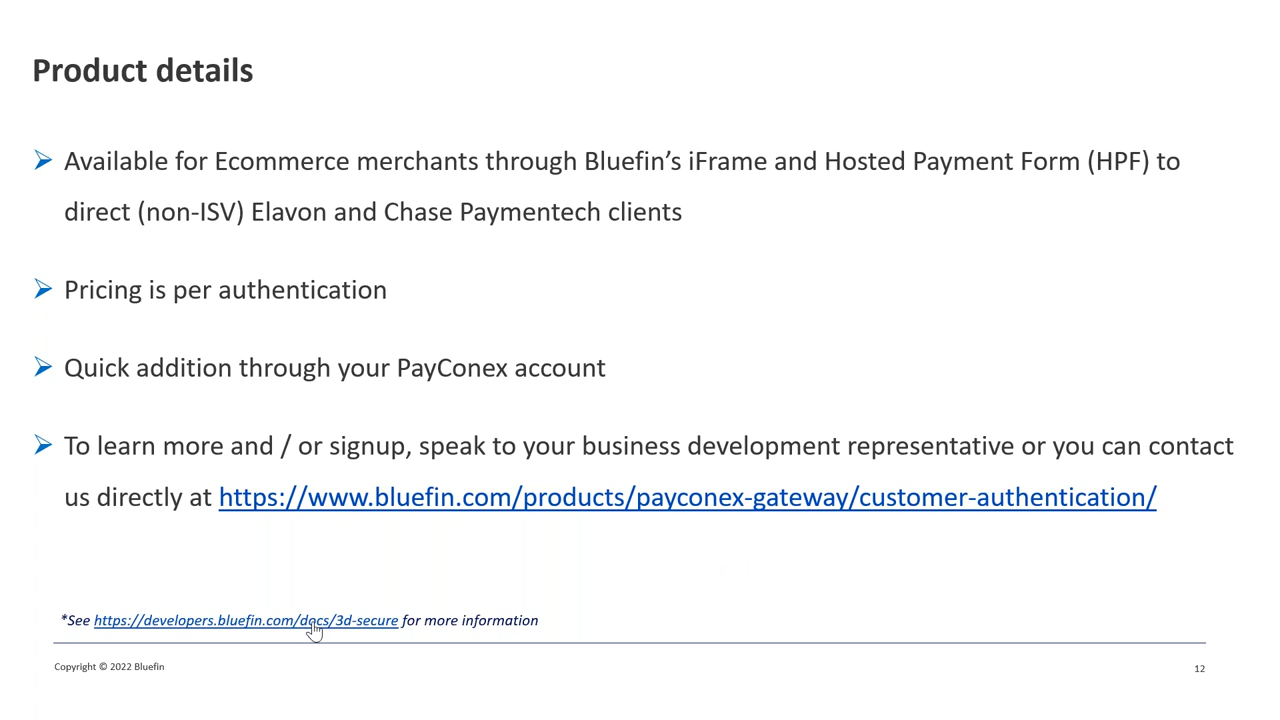 Product details
Available for Ecommerce merchants through Bluefin’s iFrame and Hosted Payment Form (HPF) to
direct (non-ISV) Elavon and Chase Paymentech clients
Pricing is per authentication
Quick addition through your PayConex account
To learn more and / or signup, speak to your business development representative or you can contact
us directly at https://www.bluefin.com/products/payconex-gateway/customer-authentication/
*See https://developers.bluefin.com/docs/3d-secure for more information
Copyright © 2022 Bluefin
12